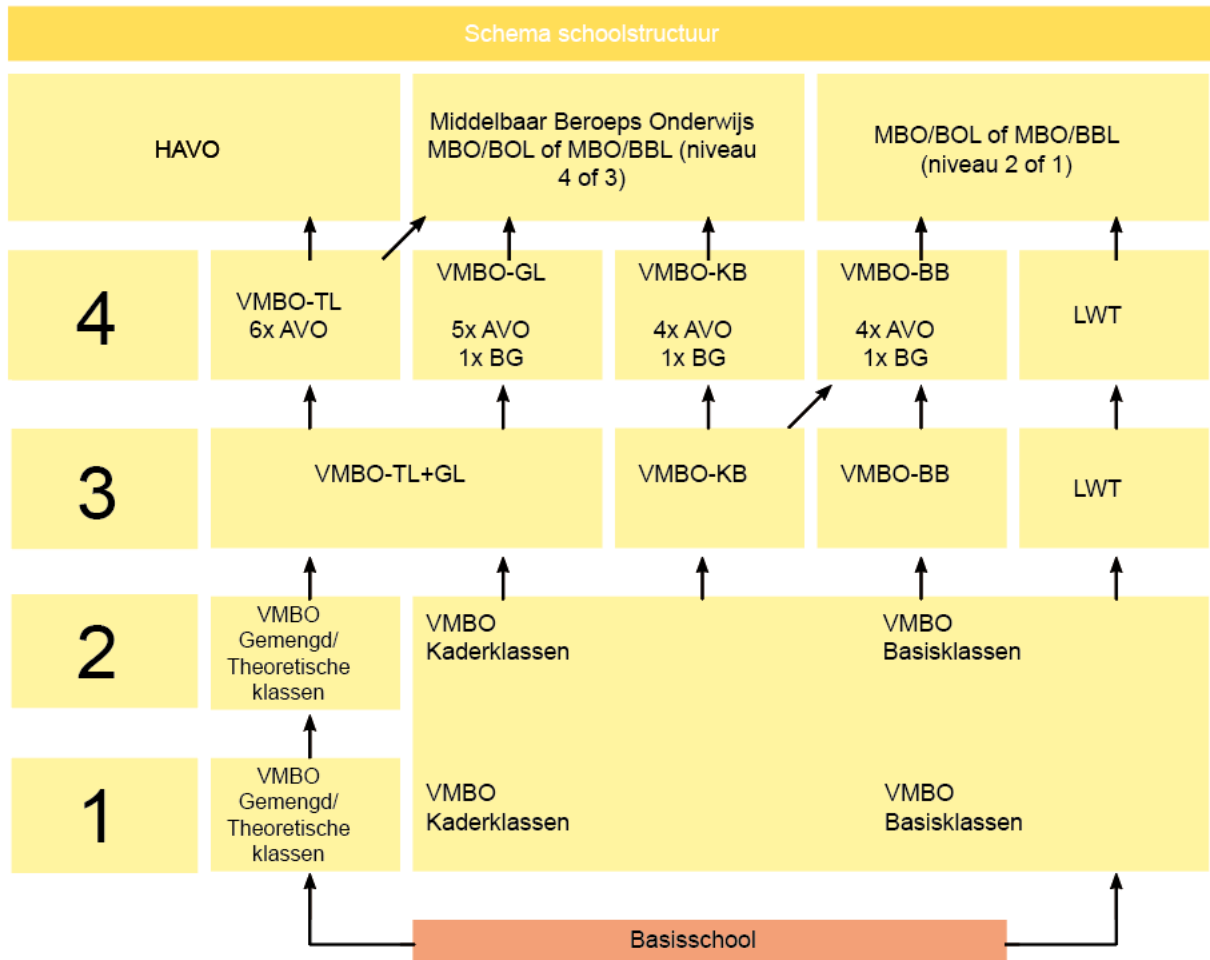 Schema schoolstructuur
HAVO
Middelbaar Beroeps Onderwijs
MBO/BOL of MBO/BBL (niveau
4 of 3)
MBO/BOL of MBO/BBL
(niveau 2 of 1)
4
VMBO-TL
6x AVO
VMBO-GL
5x AVO
1x BG
VMBO-KB
4x AVO
1x BG
VMBO-BB
4x AVO
1x BG
LWT
3
VMBO-TL+GL
VMBO-KB
VMBO-BB
LWT
2
VMBO
Gemengd/
Theoretische
klassen
VMBO
Kaderklassen
VMBO
Basisklassen
1
VMBO
Gemengd/
Theoretische
klassen
VMBO
Kaderklassen
VMBO
Basisklassen
Basisschool